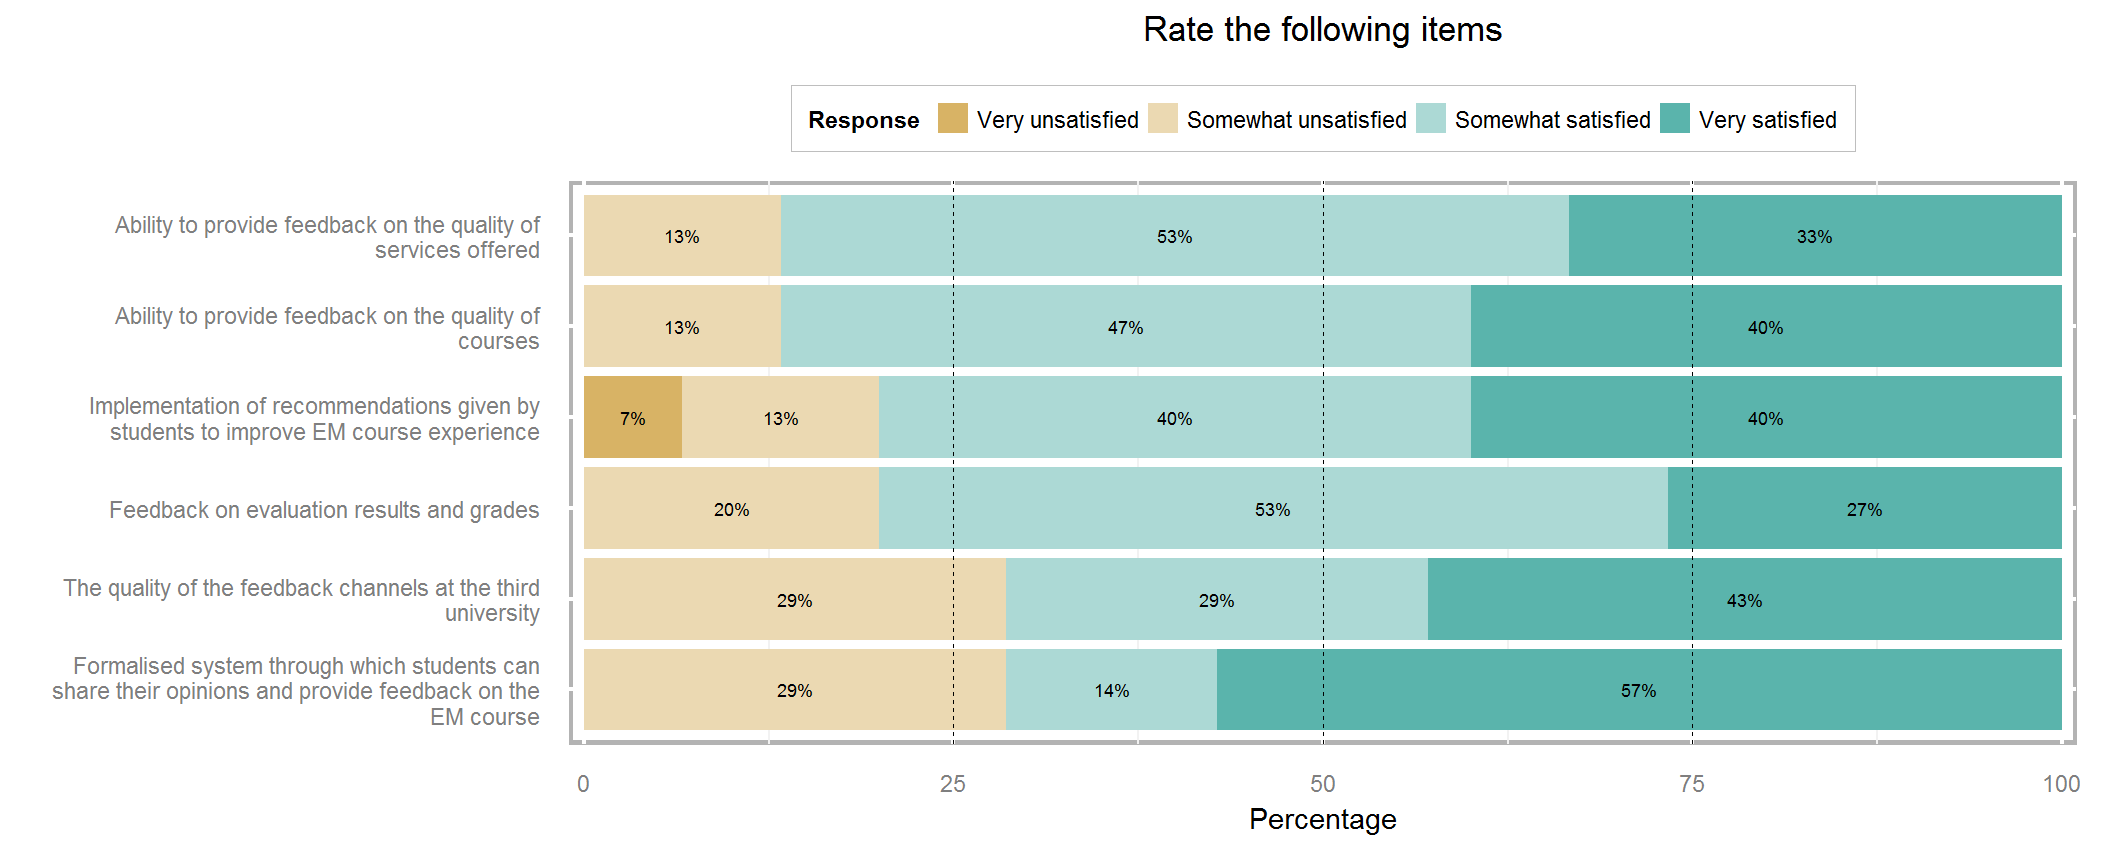 Rate the following items
Response Very unsatisfied Somewhat unsatisfied Somewhat satisfied Very satisfied
Ability to provide feedback on the quality of
services offered
13% 53% 33%
Ability to provide feedback on the quality of
courses
13% 47% 40%
Implementation of recommendations given by
students to improve EM course experience
7% 13% 40% 40%
Feedback on evaluation results and grades
20% 53% 27%
The quality of the feedback channels at the third
university
29% 29% 43%
Formalised system through which students can
share their opinions and provide feedback on the
EM course
29% 14% 57%
0 25 50 75 100
Percentage